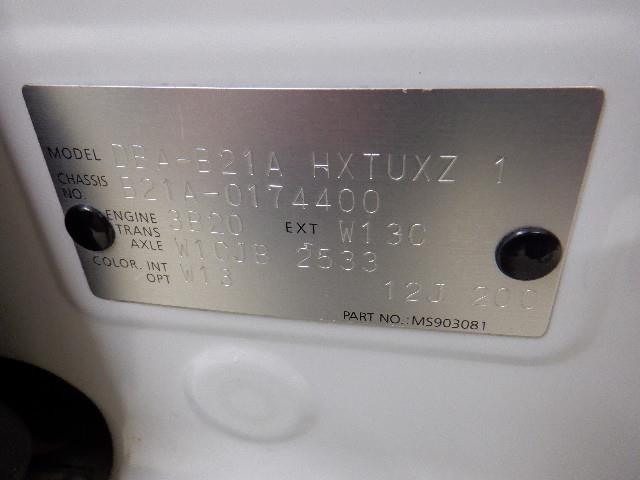 MODEL DBA-B21A HXTUXZ 1
CHASSIS NO. B21A-0174400
ENGINE 3B20 EXT W13C
TRANS AXLE W1CJB 2533
COLOR. INT OPT W13
12J 200
PART NO.:MS903081